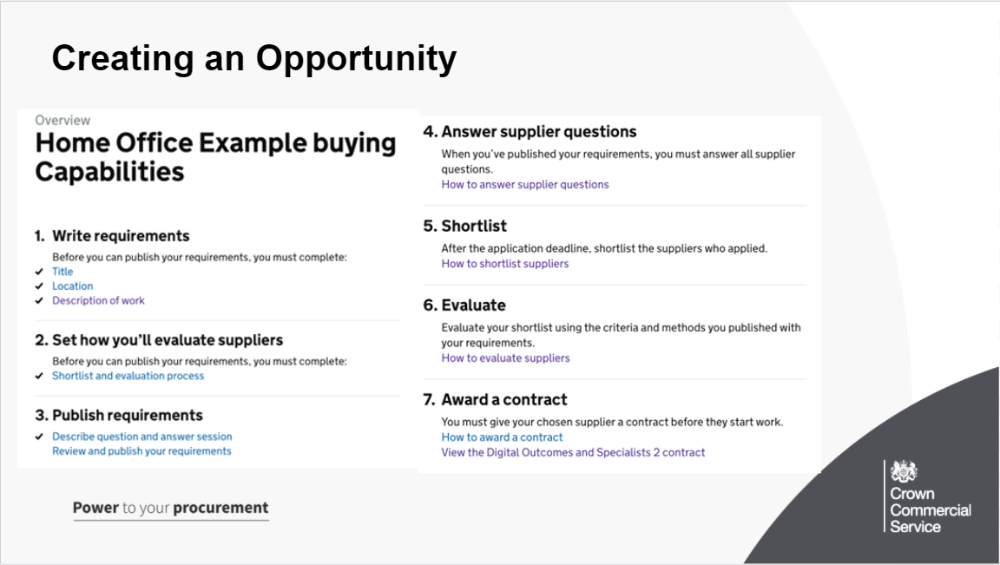 Creating an Opportunity
Overview
Home Office Example buying
Capabilities
1. Write requirements
Before you can publish your requirements, you must complete:
✔ Title
✔ Location
✔ Description of work
2. Set how you’ll evaluate suppliers
Before you can publish your requirements, you must complete:
✔ Shortlist and evaluation process
3. Publish requirements
✔ Describe question and answer session
Review and publish your requirements
4. Answer supplier questions
When you’ve published your requirements, you must answer all supplier
questions.
How to answer supplier questions
5. Shortlist
After the application deadline, shortlist the suppliers who applied.
How to shortlist suppliers
6. Evaluate
Evaluate your shortlist using the criteria and methods you published with
your requirements.
How to evaluate suppliers
7. Award a contract
You must give your chosen supplier a contract before they start work.
How to award a contract
View the Digital Outcomes and Specialists 2 contract
Power to your procurement
Crown
Commercial
Service